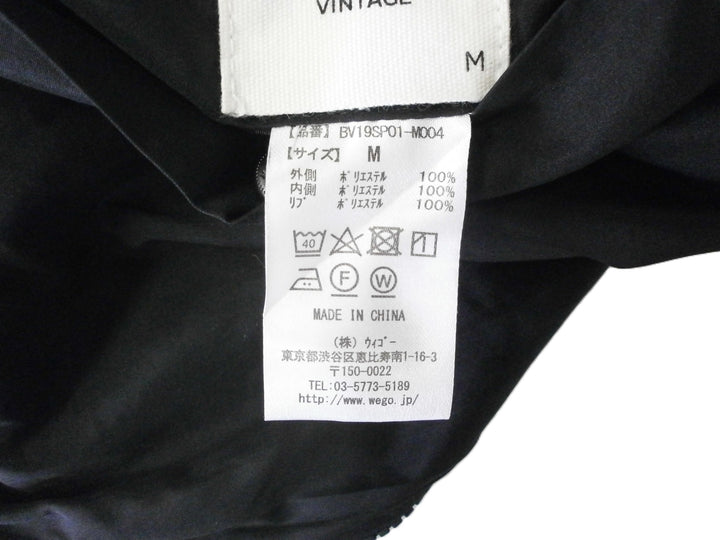 VINTAGE
M
【品番】 BV19SP01-M004
【サイズ】 M
外側 ポリエステル 100%
内側 ポリエステル 100%
リブ ポリエステル 100%
40
F W
MADE IN CHINA
(株) ウィゴー
東京都渋谷区恵比寿南1-16-3
〒150-0022
TEL:03-5773-5189
http://www.wego.jp/